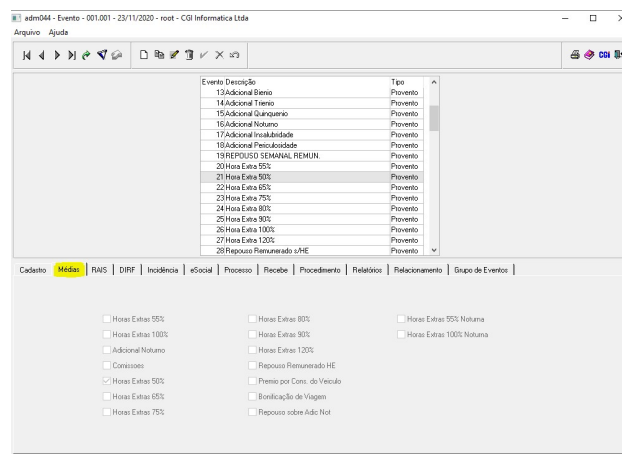 adm044 - Evento - 001.001 - 23/11/2020 - root - CGI Informatica Ltda
Arquivo Ajuda
CGi
Evento Descrição Tipo
13 Adicional Bienio Provento
14 Adicional Trienio Provento
15 Adicional Quinquenio Provento
16 Adicional Noturno Provento
17 Adicional Insalubridade Provento
18 Adicional Periculosidade Provento
19 REPOUSO SEMANAL REMUN. Provento
20 Hora Extra 55% Provento
21 Hora Extra 50% Provento
22 Hora Extra 65% Provento
23 Hora Extra 75% Provento
24 Hora Extra 80% Provento
25 Hora Extra 90% Provento
26 Hora Extra 100% Provento
27 Hora Extra 120% Provento
28 Repouso Remunerado s/HE Provento
Cadastro Médias RAIS DIRF Incidência eSocial Processo Recebe Procedimento Relatórios Relacionamento Grupo de Eventos
Horas Extras 55% Horas Extras 80% Horas Extras 55% Noturna
Horas Extras 100% Horas Extras 90% Horas Extras 100% Noturna
Adicional Noturno Horas Extras 120%
Comissoes Repouso Remunerado HE
Horas Extras 50% Premio por Cons. do Veiculo
Horas Extras 65% Bonificação de Viagem
Horas Extras 75% Repouso sobre Adic Not